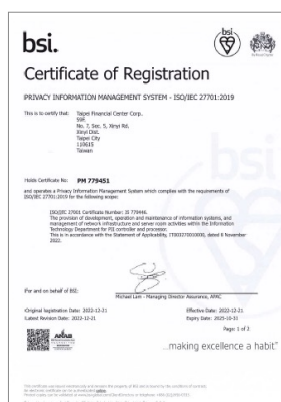 bsi.
bsi
Certificate of Registration
PRIVACY INFORMATION MANAGEMENT SYSTEM - ISO/IEC 27701:2019
This is to certify that:
Taipei Financial Center Corp.
59F.
No. 7, Sec. 5, Xinyi Rd.
Xinyi Dist.
Taipei City
110615
Taiwan
Holds Certificate No: PM 779451
and operates a Privacy Information Management System which complies with the requirements of
ISO/IEC 27701:2019 for the following scope:
ISO/IEC 27001 Certificate Number: IS 779446.
The provision of development, operation and maintenance of information systems, and
management of network infrastructure and server room activities within the Information
Technology Department for PII controller and processor.
This is in accordance with the Statement of Applicability, dated 6 November
2022.
For and on behalf of BSI:
Michael Lam - Managing Director Assurance, APAC
Original Registration Date: 2022-12-21
Effective Date: 2022-12-21
Latest Revision Date: 2022-12-21
Expiry Date: 2025-10-31
Page: 1 of 2
...making excellence a habit"